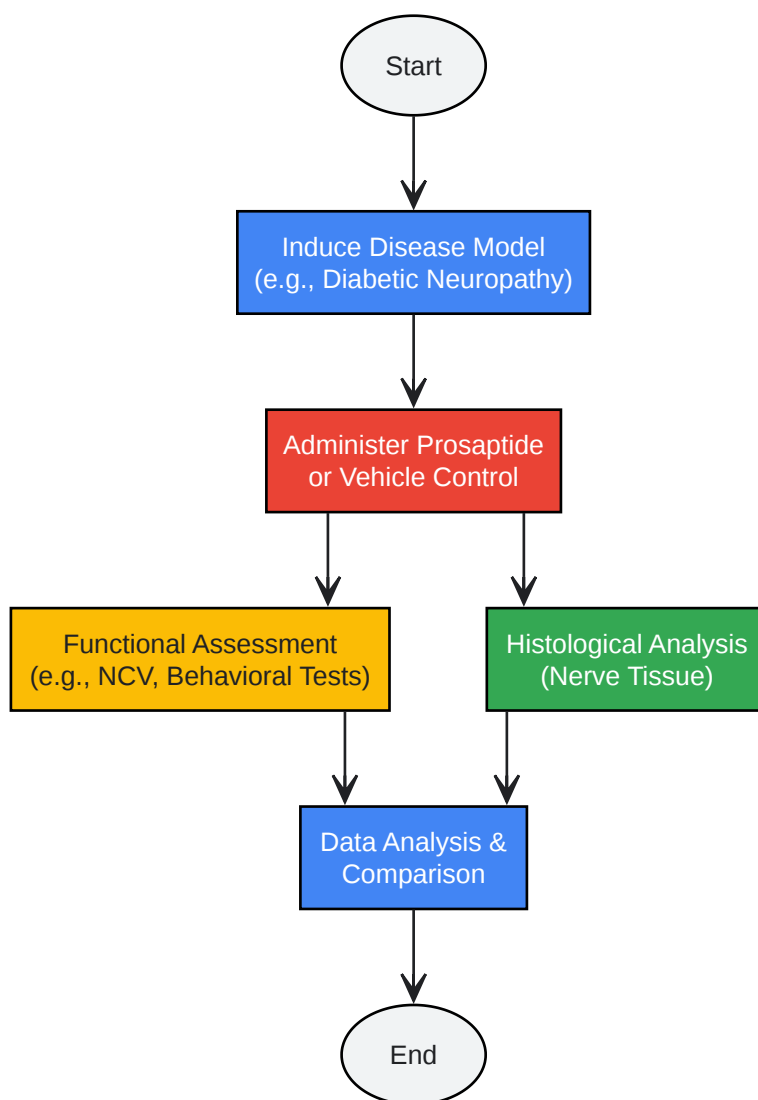 Start
Induce Disease Model
(e.g., Diabetic Neuropathy)
Administer Prosaptide
or Vehicle Control
Functional Assessment
(e.g., NCV, Behavioral Tests)
Histological Analysis
(Nerve Tissue)
Data Analysis &
Comparison
End